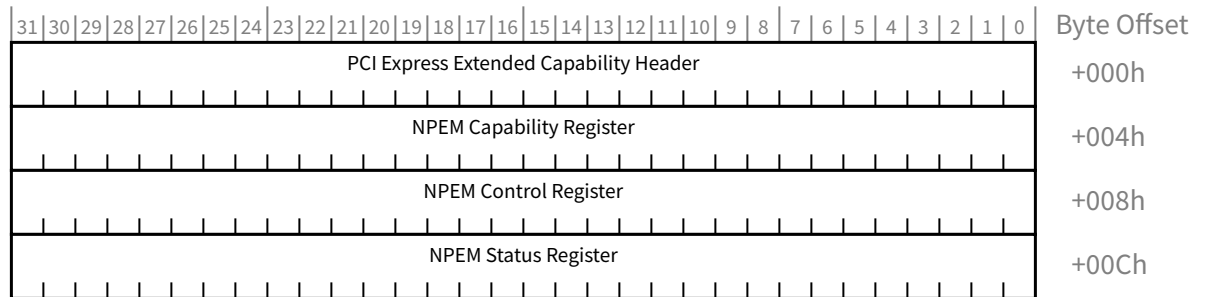 31 30 29 28 27 26 25 24 23 22 21 20 19 18 17 16 15 14 13 12 11 10 9 8 7 6 5 4 3 2 1 0 Byte Offset
PCI Express Extended Capability Header +000h
NPEM Capability Register +004h
NPEM Control Register +008h
NPEM Status Register +00Ch